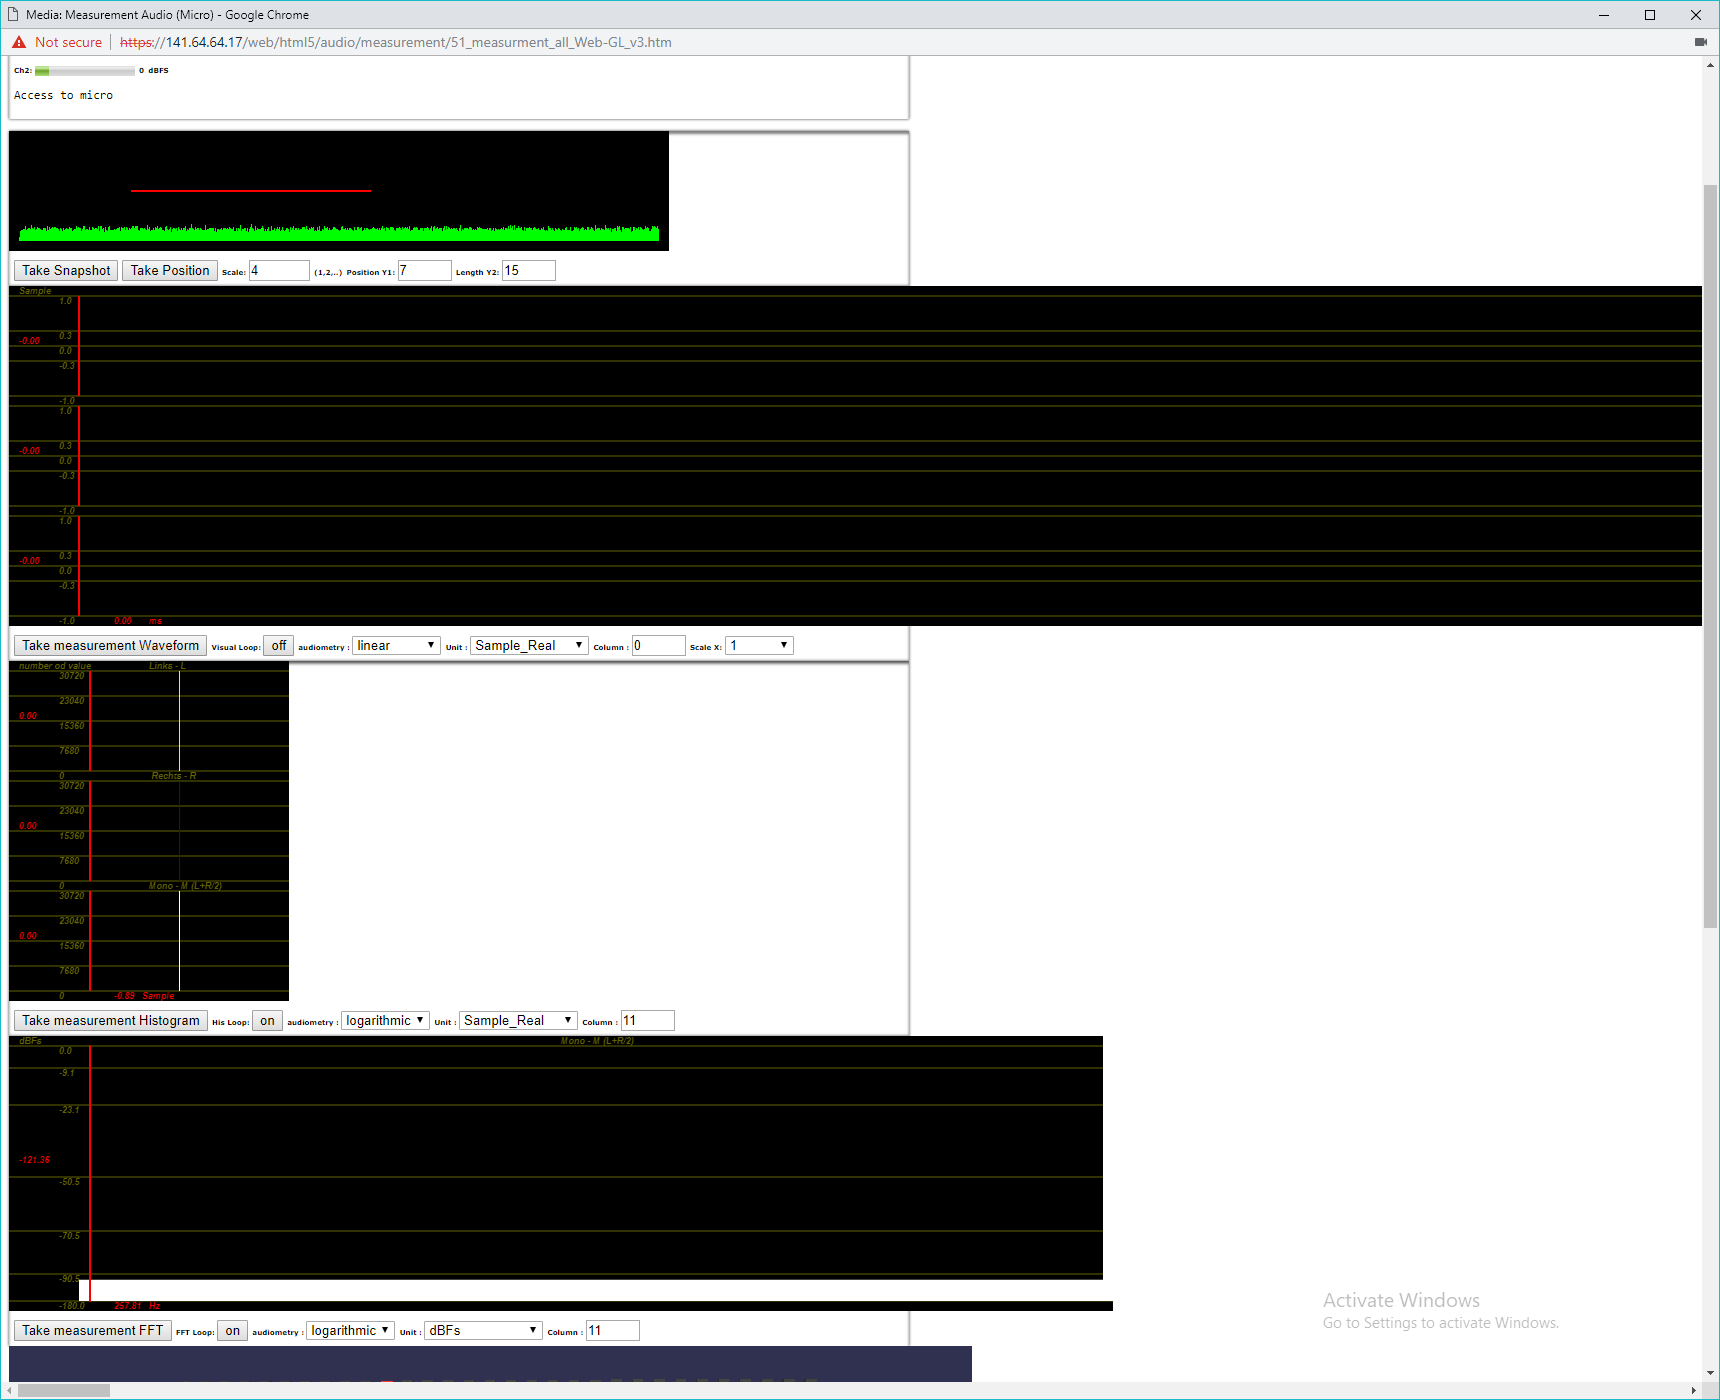 Media: Measurement Audio (Micro) - Google Chrome
Not secure https://141.64.64.17/web/html5/audio/measurement/51_measurment_all_Web-GL_v3.htm
Ch2: 0 dBFS
Access to micro
Take Snapshot Take Position Scale: 4 (1,2,..) Position Y1: 7 Length Y2: 15
Sample
1.0
0.3
-0.00
0.0
-0.3
-1.0
1.0
0.3
-0.00
0.0
-0.3
-1.0
1.0
0.3
-0.00
0.0
-0.3
-1.0 0.00 ms
Take measurement Waveform Visual Loop: off audiometry : linear Unit : Sample_Real Column : 0 Scale X: 1
number od value Links - L
30720
23040
0.00
15360
7680
0 Rechts - R
30720
23040
0.00
15360
7680
0 Mono - M (L+R/2)
30720
23040
0.00
15360
7680
0 -0.89 Sample
Take measurement Histogram His Loop: on audiometry : logarithmic Unit : Sample_Real Column : 11
dBFs Mono - M (L+R/2)
0.0
-9.1
-23.1
-121.36
-50.5
-70.5
-90.5
-180.0 257.81 Hz
Take measurement FFT FFT Loop: on audiometry : logarithmic Unit : dBFs Column : 11
Activate Windows
Go to Settings to activate Windows.